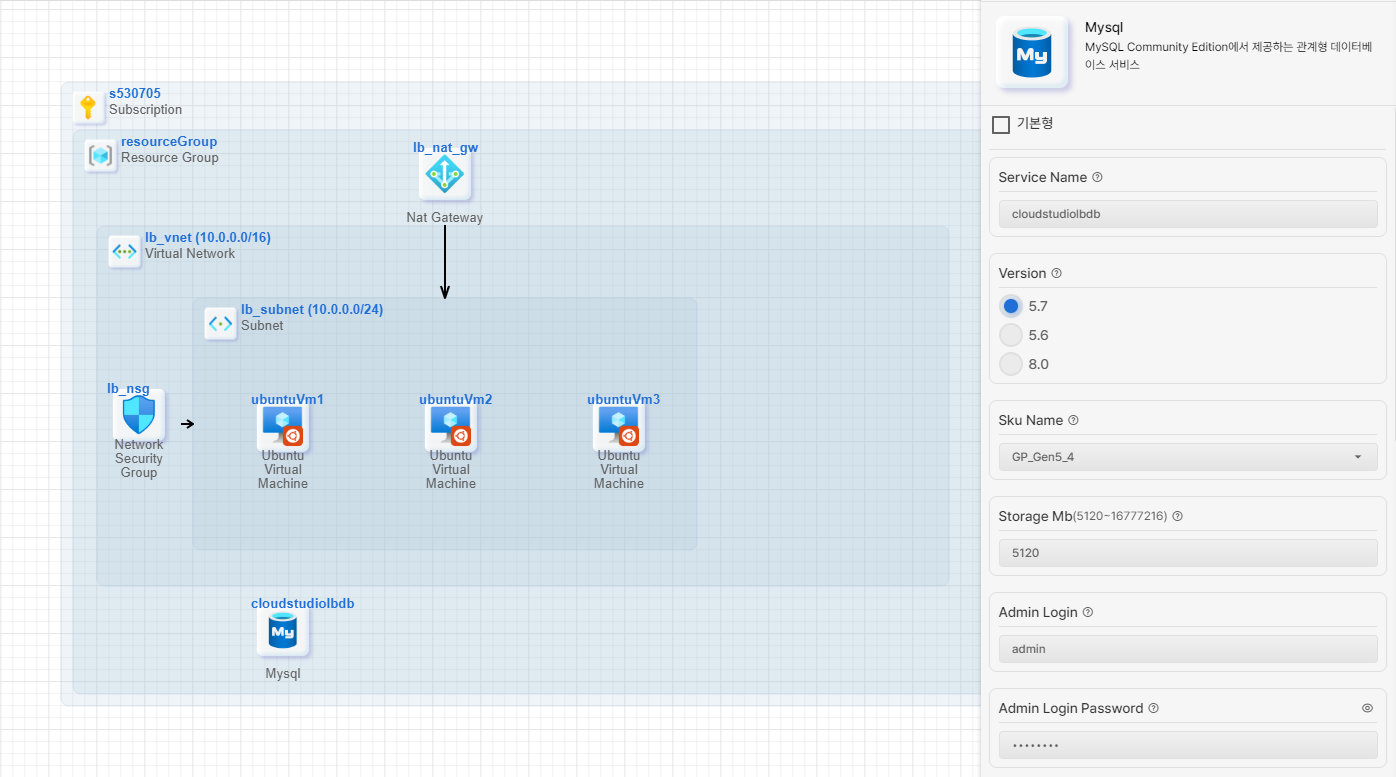 s530705
Subscription
resourceGroup
Resource Group
lb_nat_gw
Nat Gateway
lb_vnet (10.0.0.0/16)
Virtual Network
lb_subnet (10.0.0.0/24)
Subnet
lb_nsg
Network
Security
Group
ubuntuVm1
Ubuntu
Virtual
Machine
ubuntuVm2
Ubuntu
Virtual
Machine
ubuntuVm3
Ubuntu
Virtual
Machine
cloudstudiolbdb
My
Mysql
My
Mysql
MySQL Community Edition에서 제공하는 관계형 데이터베
이스 서비스
기본형
Service Name
cloudstudiolbdb
Version
5.7
5.6
8.0
Sku Name
GP_Gen5_4
Storage Mb(5120~16777216)
5120
Admin Login
admin
Admin Login Password
••••••••